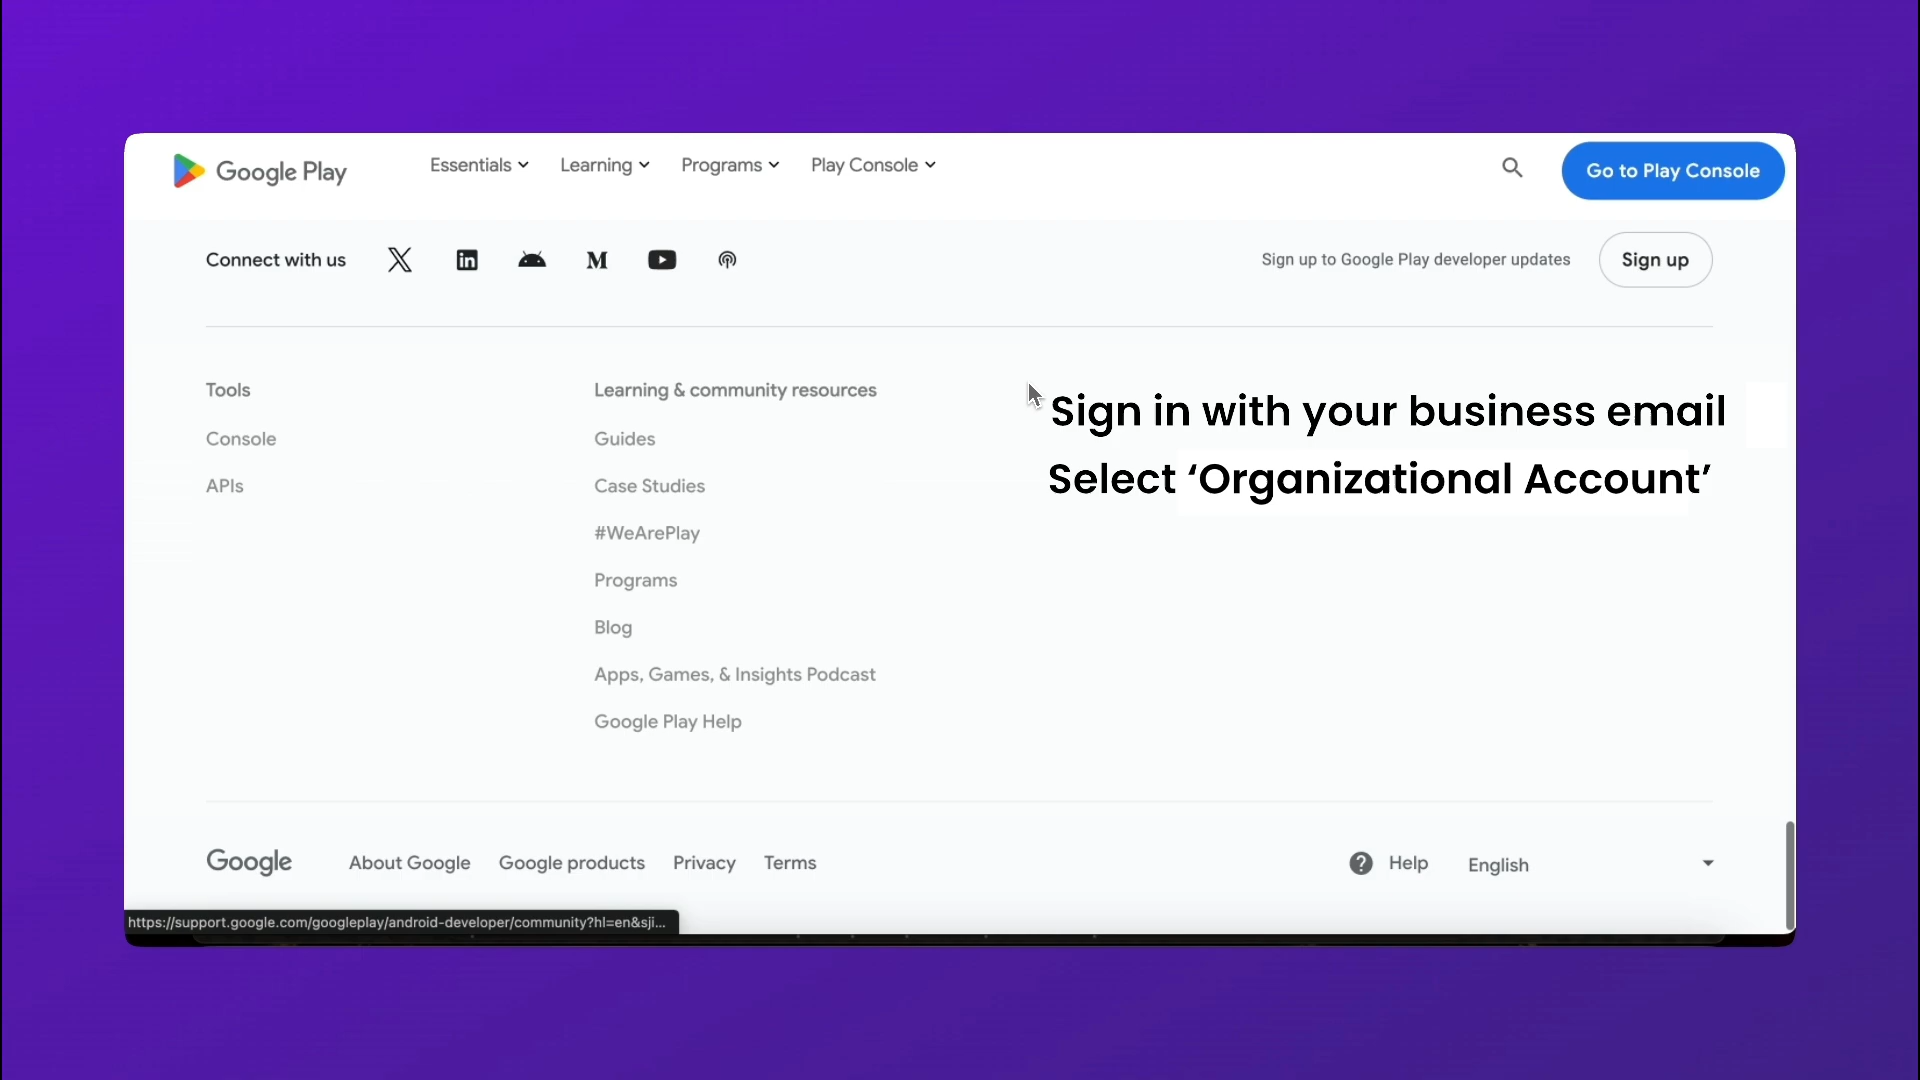 Google Play
Essentials
Learning
Programs
Play Console
Go to Play Console
Connect with us
Sign up to Google Play developer updates
Sign up
Tools
Console
APIs
Learning & community resources
Guides
Case Studies
#WeArePlay
Programs
Blog
Apps, Games, & Insights Podcast
Google Play Help
Sign in with your business email
Select ‘Organizational Account’
Google
About Google
Google products
Privacy
Terms
Help
English
https://support.google.com/googleplay/android-developer/community?hl=en&sji...